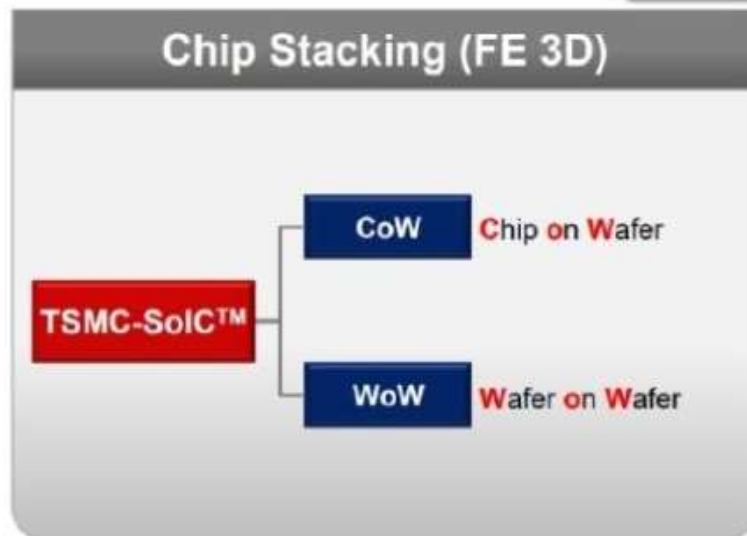 Chip Stacking (FE 3D)
CoW Chip on Wafer
TSMC-SoIC™
WoW Wafer on Wafer